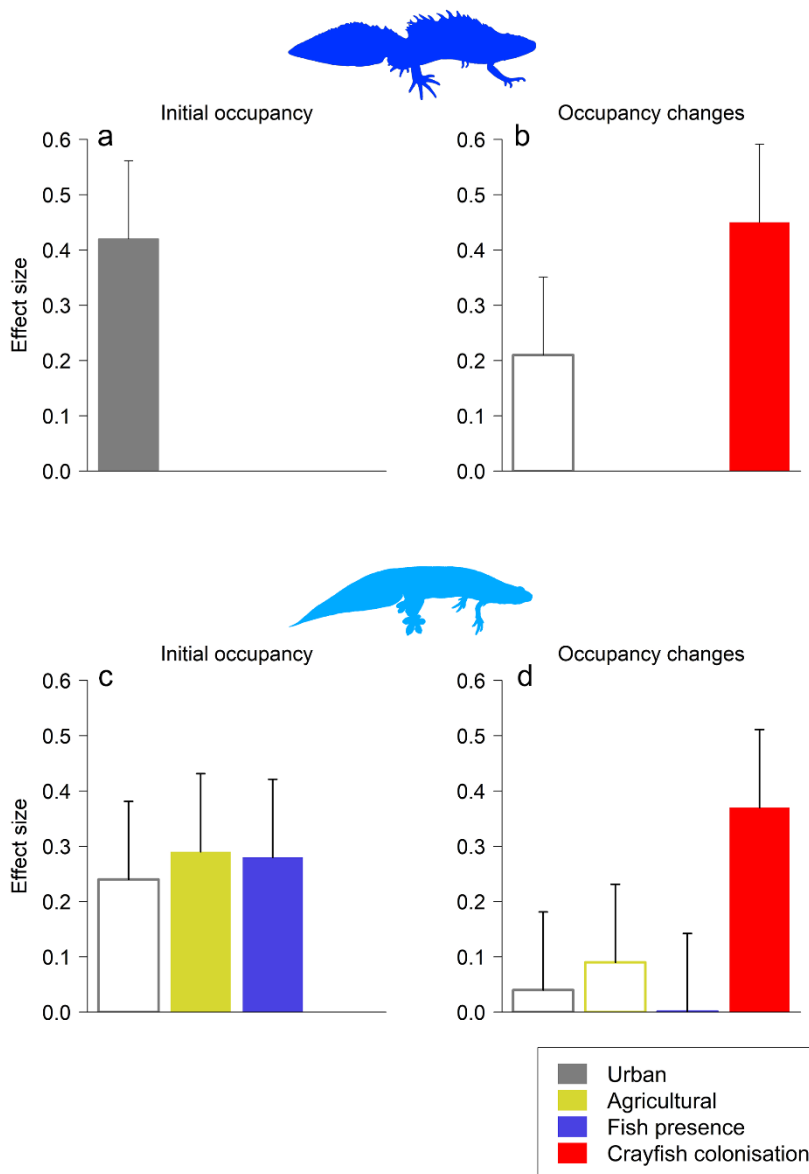 Initial occupancy
Occupancy changes
a
b
0.6
0.5
0.4
0.3
0.2
0.1
0.0
Effect size
0.6
0.5
0.4
0.3
0.2
0.1
0.0
Initial occupancy
Occupancy changes
c
d
0.6
0.5
0.4
0.3
0.2
0.1
0.0
Effect size
0.6
0.5
0.4
0.3
0.2
0.1
0.0
Urban
Agricultural
Fish presence
Crayfish colonisation